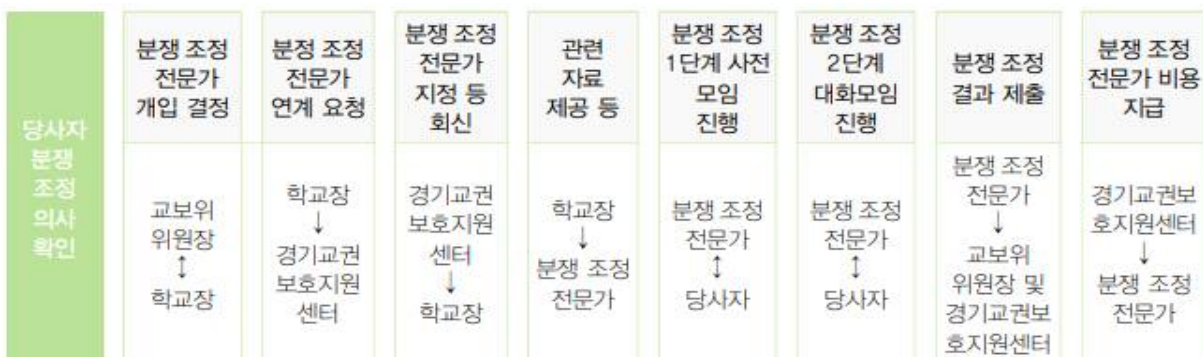 당사자
분쟁
조정
의사
확인
분쟁 조정
전문가
개입 결정
교보위
위원장
↕
학교장
분정 조정
전문가
연계 요청
학교장
↓
경기교권
보호지원
센터
분쟁 조정
전문가
지정 등
회신
경기교권
보호지원
센터
↓
학교장
관련
자료
제공 등
학교장
↓
분쟁 조정
전문가
분쟁 조정
1단계 사전
모임
진행
분쟁 조정
전문가
↕
당사자
분쟁 조정
2단계
대화모임
진행
분쟁 조정
전문가
↕
당사자
분쟁 조정
결과 제출
분쟁 조정
전문가
↓
교보위
위원장 및
경기교권보
호지원센터
분쟁 조정
전문가 비용
지급
경기교권보
호지원센터
↓
분쟁 조정
전문가